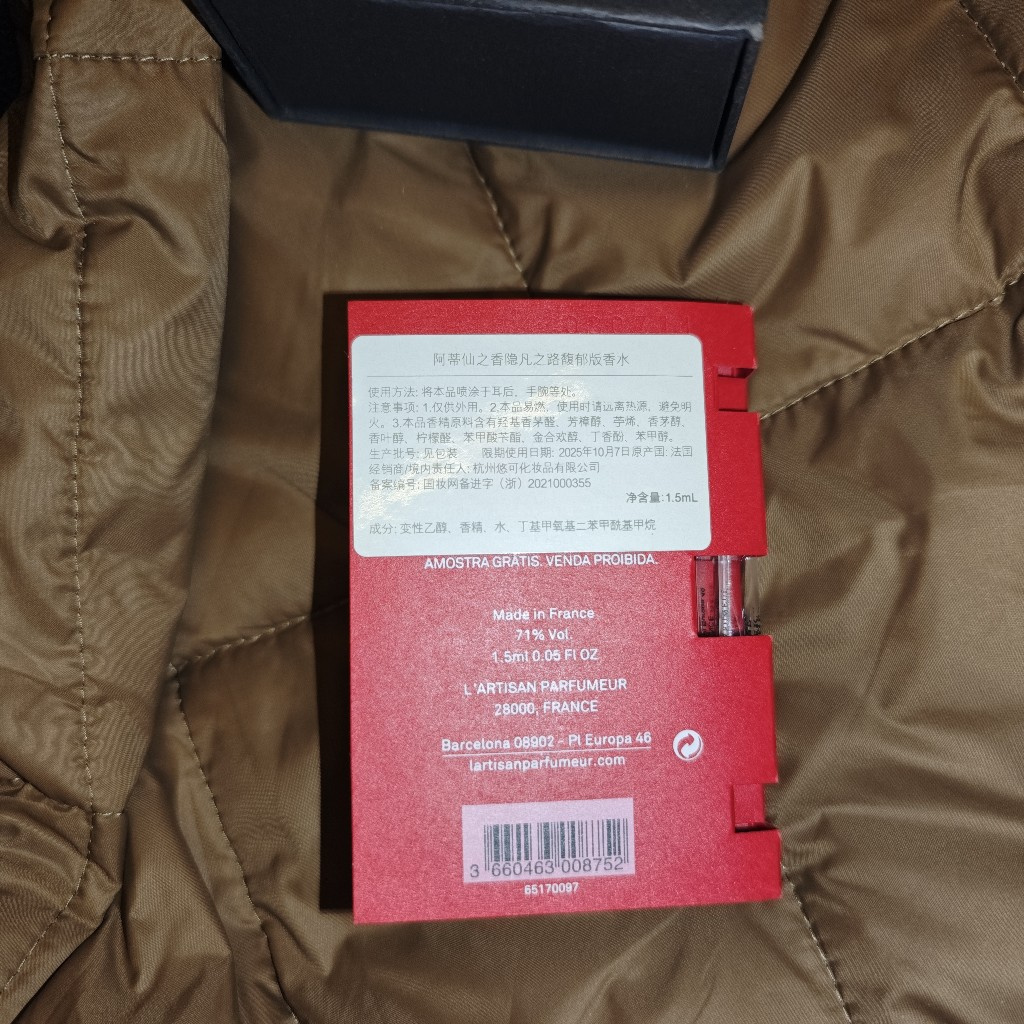 阿蒂仙之香隐凡之路馥郁版香水
使用方法: 将本品喷涂于耳后、手腕等处。
注意事项: 1.仅供外用。2.本品易燃，使用时请远离热源，避免明
火。3.本品香精原料含有羟基香茅醛、芳樟醇、苧烯、香茅醇、
香叶醇、柠檬醛、苯甲酸苄酯、金合欢醇、丁香酚、苯甲醇。
生产批号: 见包装 限期使用日期: 2025年10月7日原产国: 法国
经销商/境内责任人: 杭州悠可化妆品有限公司
备案编号: 国妆网备进字（浙）2021000355
净含量:1.5mL
成分: 变性乙醇、香精、水、丁基甲氧基二苯甲酰基甲烷
AMOSTRA GRÁTIS. VENDA PROIBIDA.
Made in France
71% Vol.
1.5ml 0.05 Fl OZ
L'ARTISAN PARFUMEUR
28000, FRANCE
Barcelona 08902 - Pl Europa 46
lartisanparfumeur.com
3 660463 008752
65170097